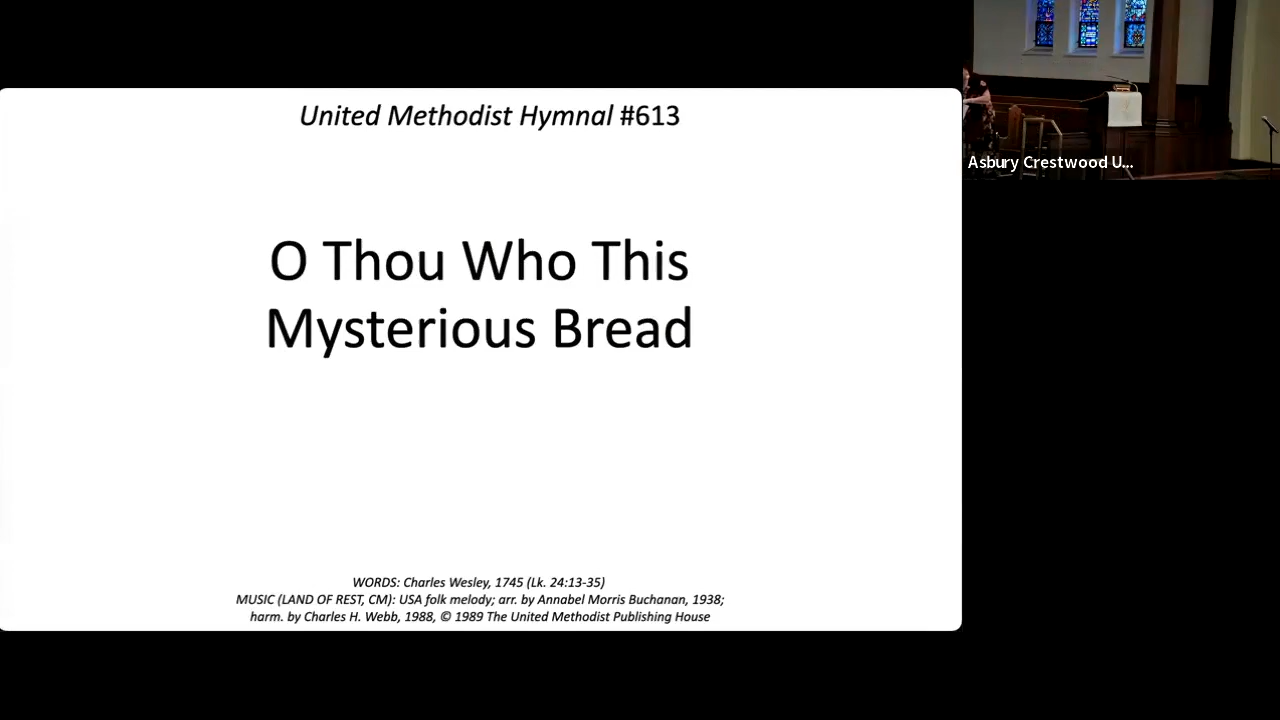 United Methodist Hymnal #613
O Thou Who This
Mysterious Bread
WORDS: Charles Wesley, 1745 (Lk. 24:13-35)
MUSIC (LAND OF REST, CM): USA folk melody; arr. by Annabel Morris Buchanan, 1938;
harm. by Charles H. Webb, 1988, © 1989 The United Methodist Publishing House
Asbury Crestwood U...